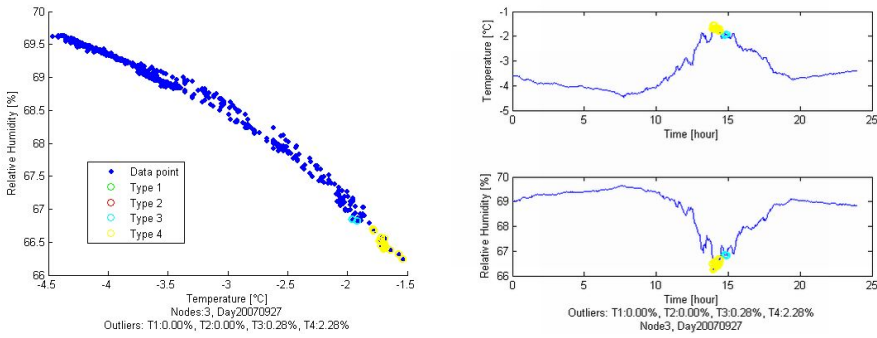 70
69.5
69
68.5
68
67.5
67
66.5
66
Relative Humidity [%]
Data point
Type 1
Type 2
Type 3
Type 4
-4.5 -4 -3.5 -3 -2.5 -2 -1.5
Temperature [°C]
Nodes:3, Day20070927
Outliers: T1:0.00%, T2:0.00%, T3:0.28%, T4:2.28%
-1
-2
-3
-4
-5
Temperature [°C]
0 5 10 15 20 25
Time [hour]
70
69
68
67
66
Relative Humidity [%]
0 5 10 15 20 25
Time [hour]
Outliers: T1:0.00%, T2:0.00%, T3:0.28%, T4:2.28%
Node3, Day20070927